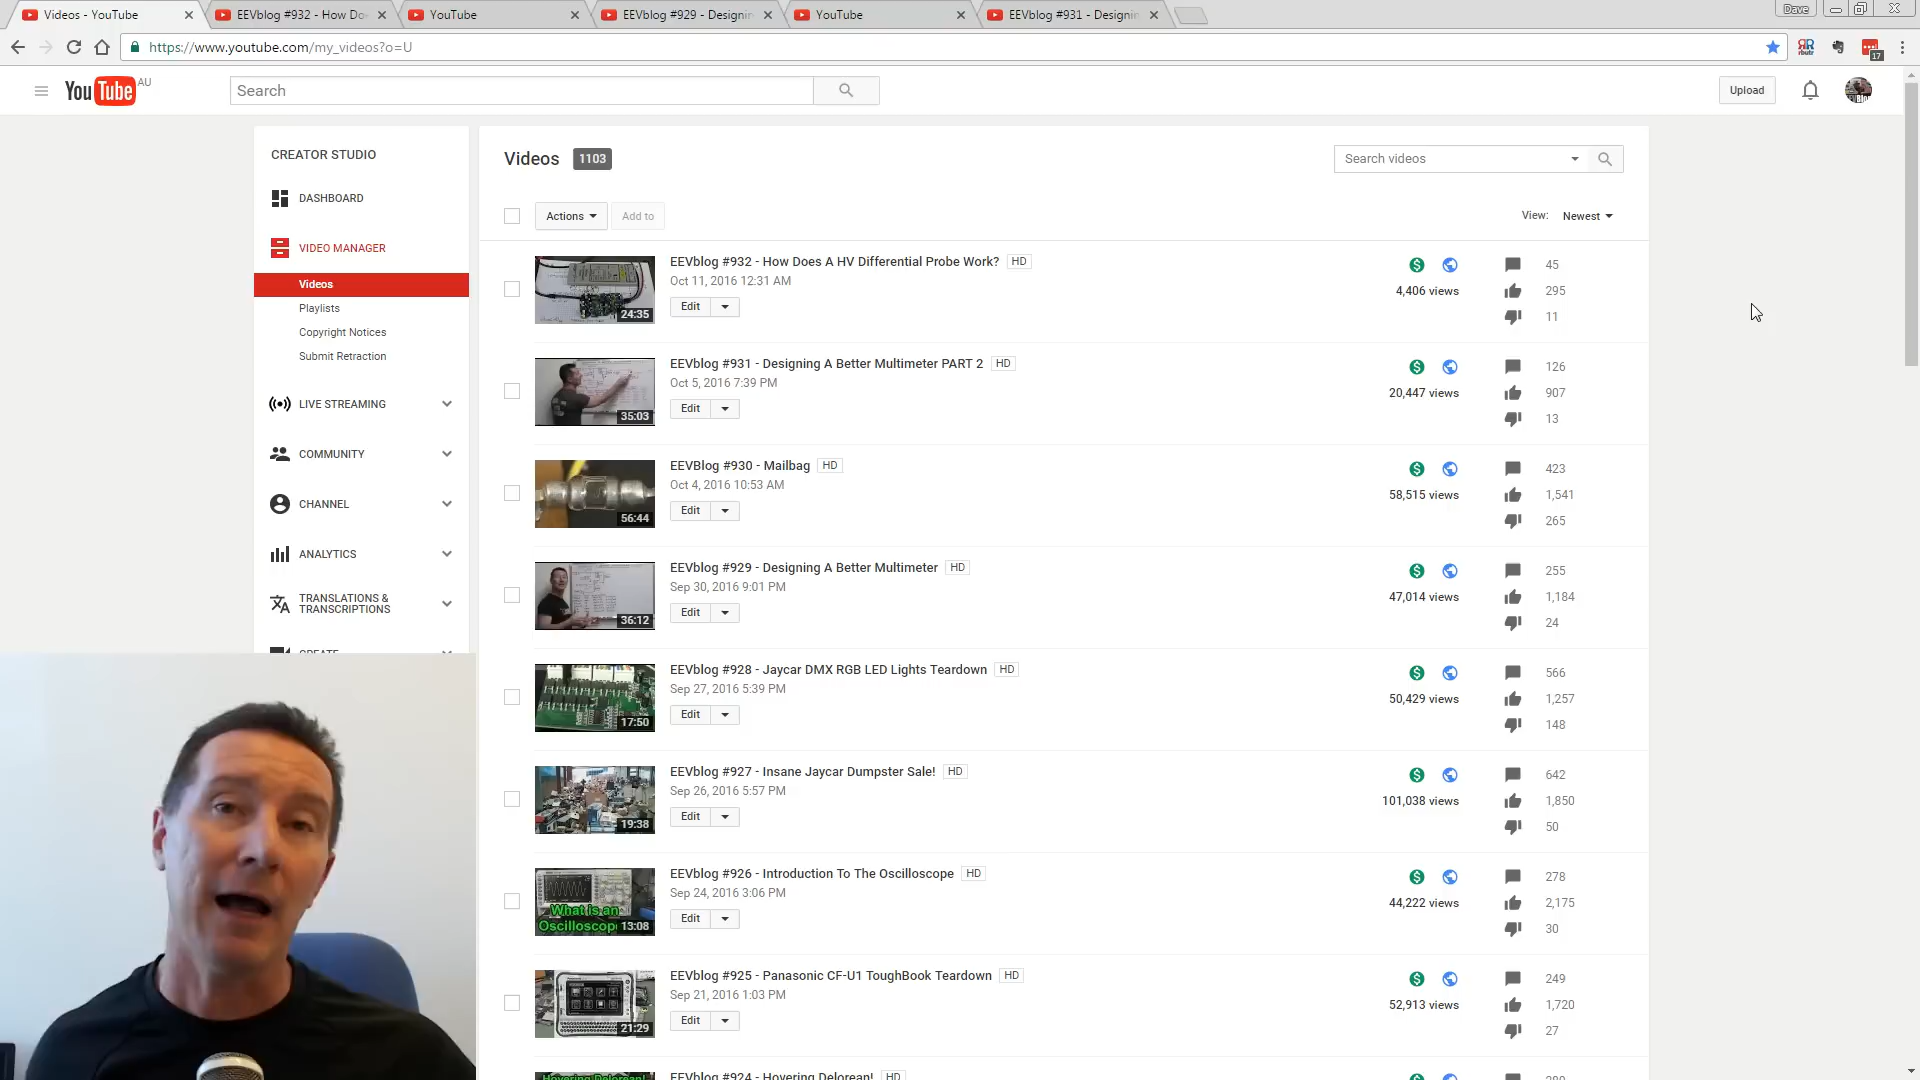 Videos - YouTube
EEVblog #932 - How Do
YouTube
EEVblog #929 - Designin
YouTube
EEVblog #931 - Designin
Dave
https://www.youtube.com/my_videos?o=U
rbutr
17
YouTube AU
Search
Upload
CREATOR STUDIO
DASHBOARD
VIDEO MANAGER
Videos
Playlists
Copyright Notices
Submit Retraction
LIVE STREAMING
COMMUNITY
CHANNEL
ANALYTICS
TRANSLATIONS &
TRANSCRIPTIONS
CREATE
Videos 1103
Search videos
Actions
Add to
View: Newest
EEVblog #932 - How Does A HV Differential Probe Work? HD
Oct 11, 2016 12:31 AM
Edit
24:35
4,406 views
45
295
11
EEVblog #931 - Designing A Better Multimeter PART 2 HD
Oct 5, 2016 7:39 PM
Edit
35:03
20,447 views
126
907
13
EEVBlog #930 - Mailbag HD
Oct 4, 2016 10:53 AM
Edit
56:44
58,515 views
423
1,541
265
EEVblog #929 - Designing A Better Multimeter HD
Sep 30, 2016 9:01 PM
Edit
36:12
47,014 views
255
1,184
24
EEVblog #928 - Jaycar DMX RGB LED Lights Teardown HD
Sep 27, 2016 5:39 PM
Edit
17:50
50,429 views
566
1,257
148
EEVblog #927 - Insane Jaycar Dumpster Sale! HD
Sep 26, 2016 5:57 PM
Edit
19:38
101,038 views
642
1,850
50
EEVblog #926 - Introduction To The Oscilloscope HD
Sep 24, 2016 3:06 PM
Edit
What is an
Oscilloscop
13:08
44,222 views
278
2,175
30
EEVblog #925 - Panasonic CF-U1 ToughBook Teardown HD
Sep 21, 2016 1:03 PM
Edit
21:29
52,913 views
249
1,720
27
EEVblog #924 - Hovering Delorean! HD
Hovering Delorean!